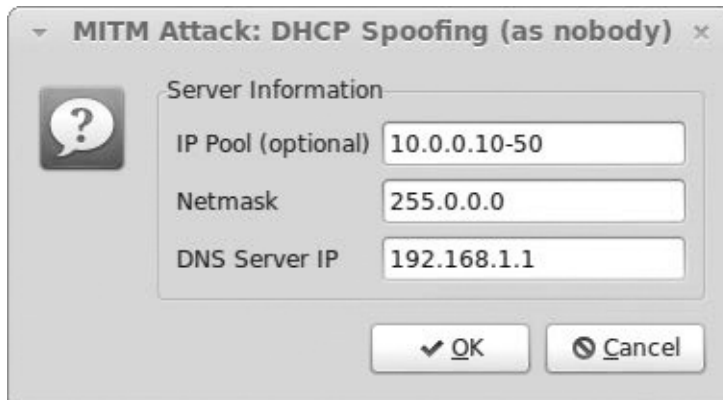 MITM Attack: DHCP Spoofing (as nobody)
Server Information
IP Pool (optional) 10.0.0.10-50
Netmask 255.0.0.0
DNS Server IP 192.168.1.1
OK Cancel